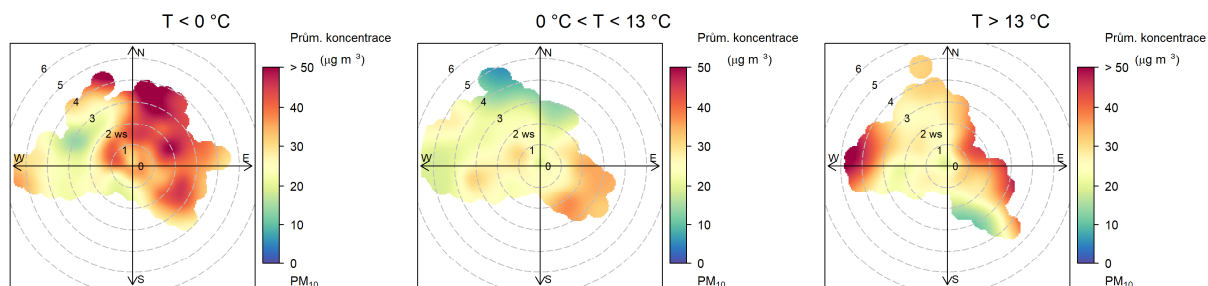 T < 0 °C
Prům. koncentrace
(μg m⁻³)
N
6
5
4
3
2 ws
1
0
W
E
S
> 50
40
30
20
10
0
PM₁₀
0 °C < T < 13 °C
Prům. koncentrace
(μg m⁻³)
N
6
5
4
3
2 ws
1
0
W
E
S
> 50
40
30
20
10
0
PM₁₀
T > 13 °C
Prům. koncentrace
(μg m⁻³)
N
6
5
4
3
2 ws
1
0
W
E
S
> 50
40
30
20
10
0
PM₁₀